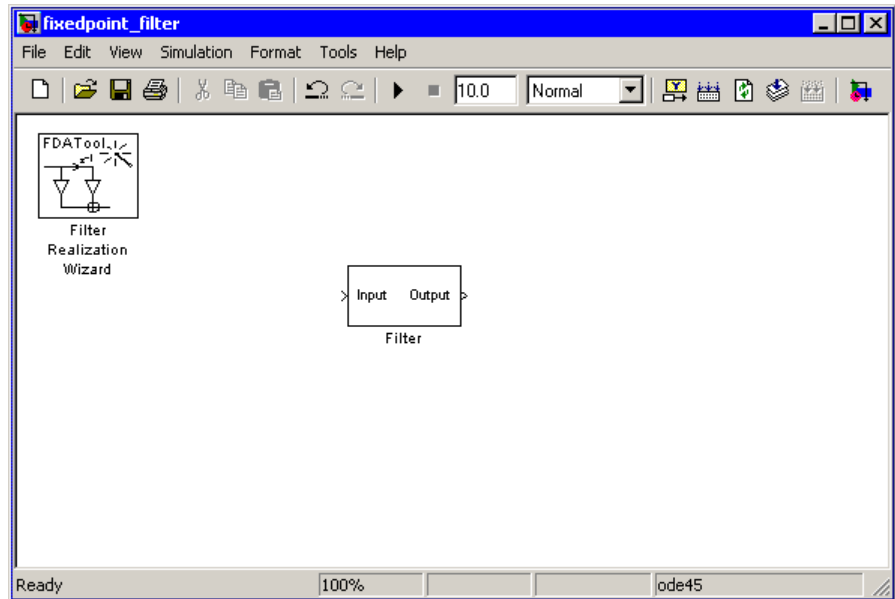 fixedpoint_filter
File Edit View Simulation Format Tools Help
10.0 Normal
FDATool
z-1
Filter
Realization
Wizard
Input Output
Filter
Ready 100% ode45